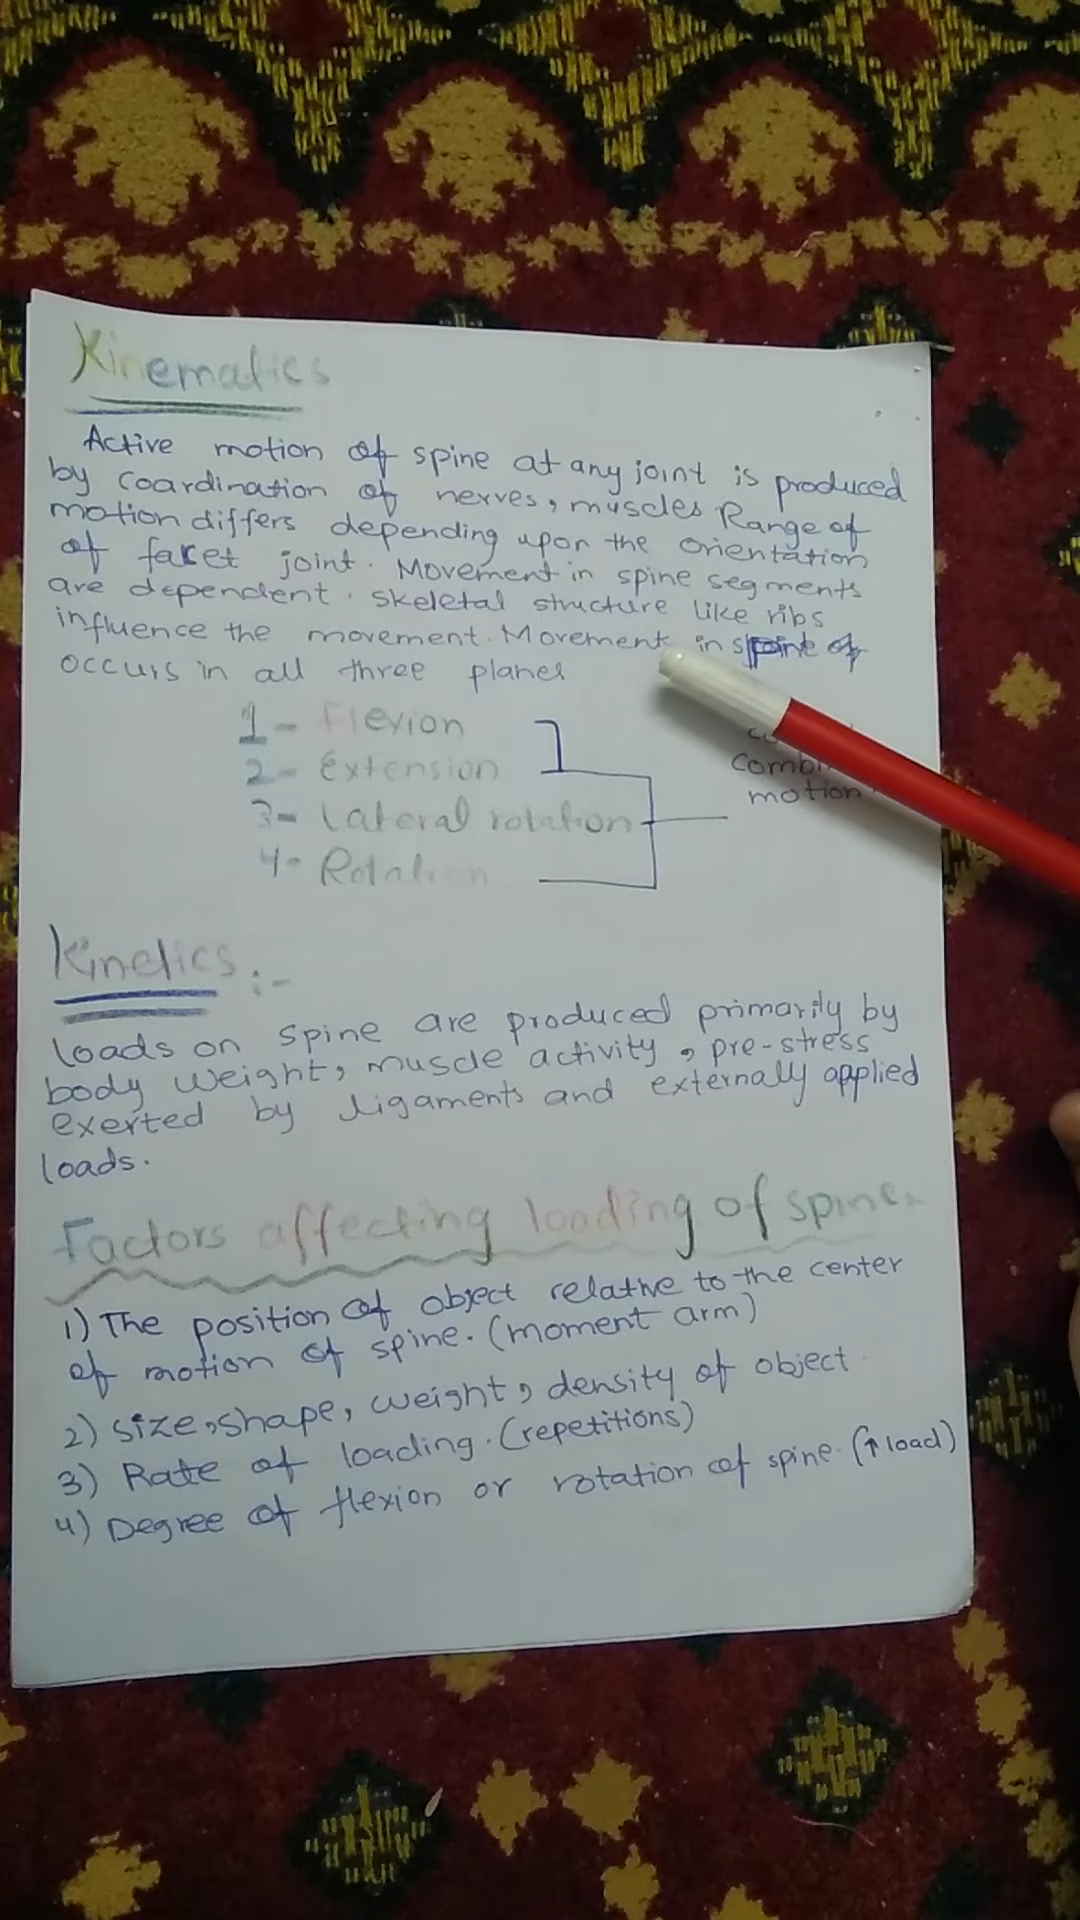 Kinematics
Active motion of spine at any joint is produced
by coardination of nerves, muscles Range of
motion differs depending upon the orientation
of facet joint. Movement in spine segments
are dependent. skeletal structure like ribs
influence the movement. Movement in spine of
occurs in all three planes
1- Flexion
2- Extension
3- Lateral rotation
4- Rotation
motion
Kinetics :-
Loads on spine are produced primarily by
body weight, muscle activity, pre-stress
exerted by ligaments and externally applied
loads.
Factors affecting loading of spine.
1) The position of object relative to the center
of motion of spine. (moment arm)
2) size, shape, weight, density of object.
3) Rate of loading. (repetitions)
4) Degree of flexion or rotation of spine. (↑ load)